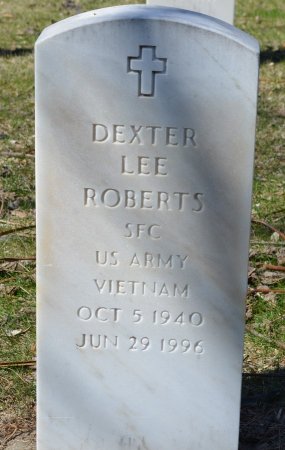 DEXTER
LEE
ROBERTS
SFC
US ARMY
VIETNAM
OCT 5 1940
JUN 29 1996